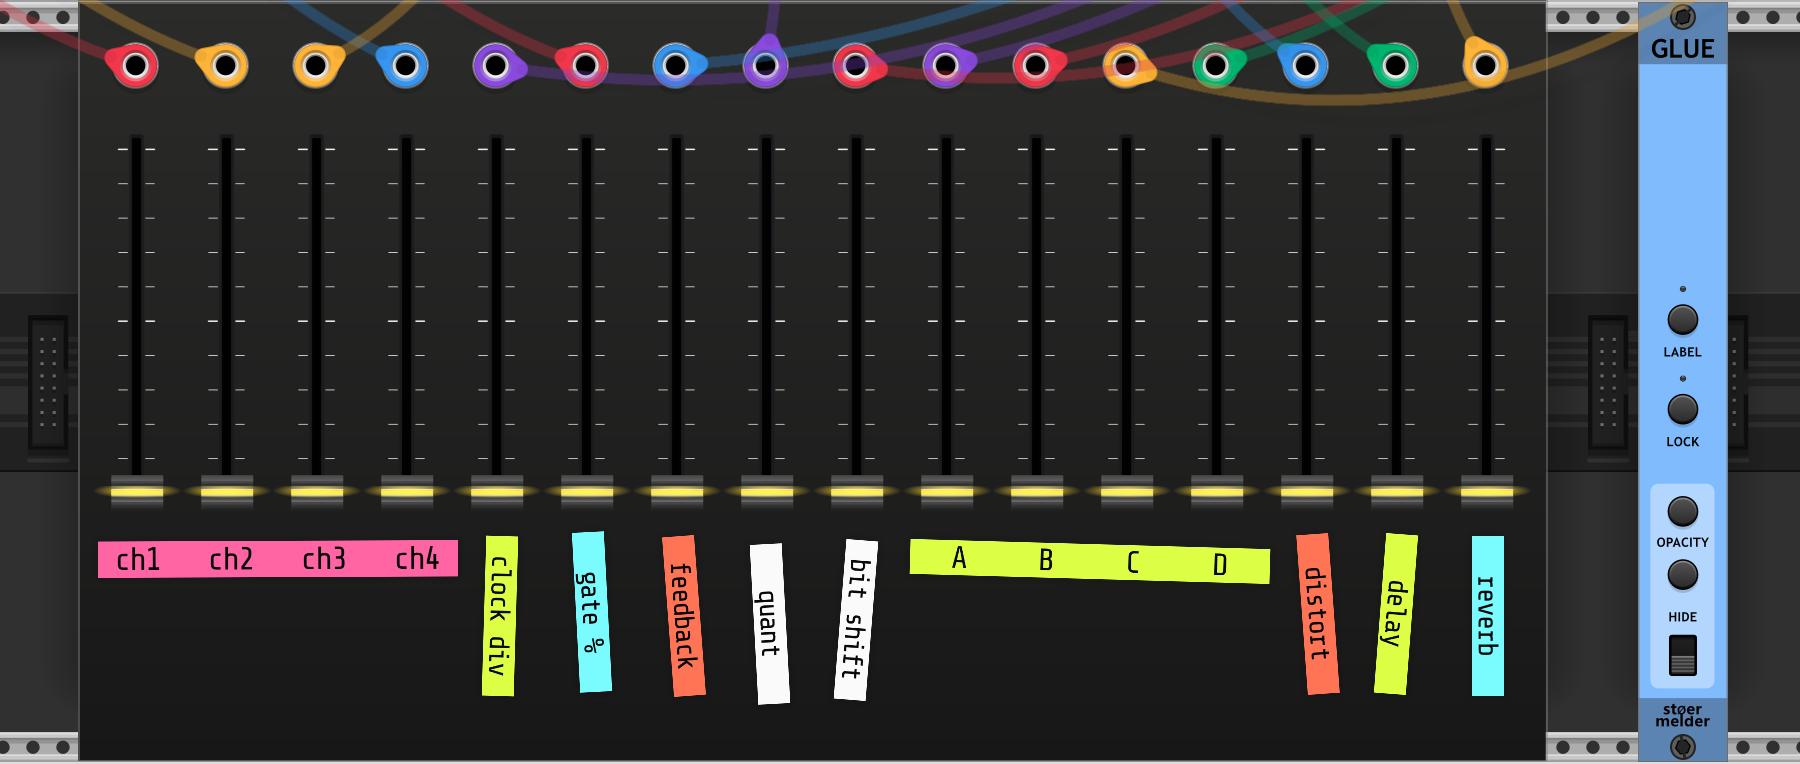 GLUE
LABEL
LOCK
OPACITY
HIDE
ch1 ch2 ch3 ch4
clock div
gate %
feedback
quant
bit shift
A B C D
distort
delay
reverb
støer
melder